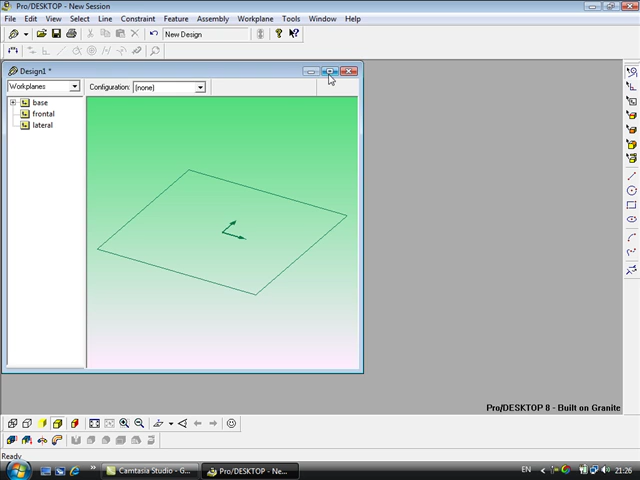 Pro/DESKTOP - New Session
File Edit View Select Line Constraint Feature Assembly Workplane Tools Window Help
New Design
Design1 *
Workplanes
Configuration: (none)
base
frontal
lateral
Pro/DESKTOP 8 - Built on Granite
Ready
Camtasia Studio - G...
Pro/DESKTOP - Ne...
EN
21:26